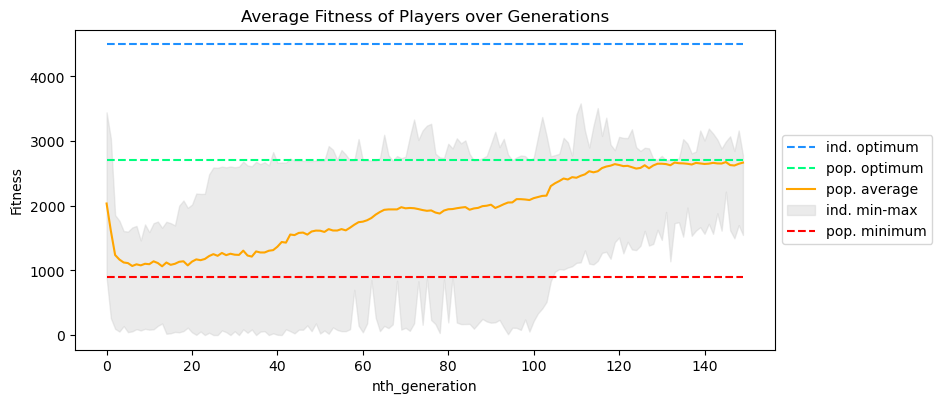 Average Fitness of Players over Generations
Fitness
4000
3000
2000
1000
0
0 20 40 60 80 100 120 140
nth_generation
ind. optimum
pop. optimum
pop. average
ind. min-max
pop. minimum